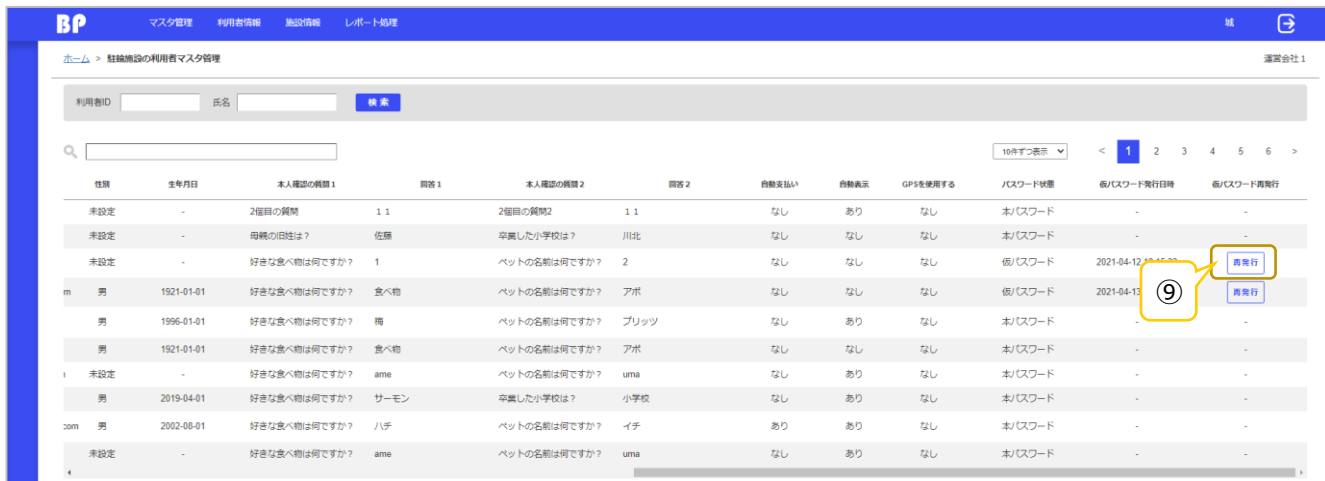 BP マスタ管理 利用者情報 施設情報 レポート処理 城
ホーム > 駐輪施設の利用者マスタ管理 運営会社1
利用者ID 氏名 検索
10件ずつ表示 < 1 2 3 4 5 6 >
性別 生年月日 本人確認の質問1 回答1 本人確認の質問2 回答2 自動支払い 自動表示 GPSを使用する パスワード状態 仮パスワード発行日時 仮パスワード再発行
未設定 - 2個目の質問 11 2個目の質問2 11 なし あり なし 本パスワード - -
未設定 - 母親の旧姓は? 佐藤 卒業した小学校は? 川北 なし なし なし 本パスワード - -
未設定 - 好きな食べ物は何ですか? 1 ペットの名前は何ですか? 2 なし なし なし 仮パスワード 2021-04-12 再発行
m 男 1921-01-01 好きな食べ物は何ですか? 食べ物 ペットの名前は何ですか? アポ なし なし なし 仮パスワード 2021-04-13 再発行
⑨
男 1996-01-01 好きな食べ物は何ですか? 梅 ペットの名前は何ですか? プリッツ なし あり なし 本パスワード - -
男 1921-01-01 好きな食べ物は何ですか? 食べ物 ペットの名前は何ですか? アポ なし なし なし 本パスワード - -
未設定 - 好きな食べ物は何ですか? ame ペットの名前は何ですか? uma なし あり なし 本パスワード - -
男 2019-04-01 好きな食べ物は何ですか? サーモン 卒業した小学校は? 小学校 なし あり なし 本パスワード - -
com 男 2002-08-01 好きな食べ物は何ですか? ハチ ペットの名前は何ですか? イチ あり あり なし 本パスワード - -
未設定 - 好きな食べ物は何ですか? ame ペットの名前は何ですか? uma なし あり なし 本パスワード - -